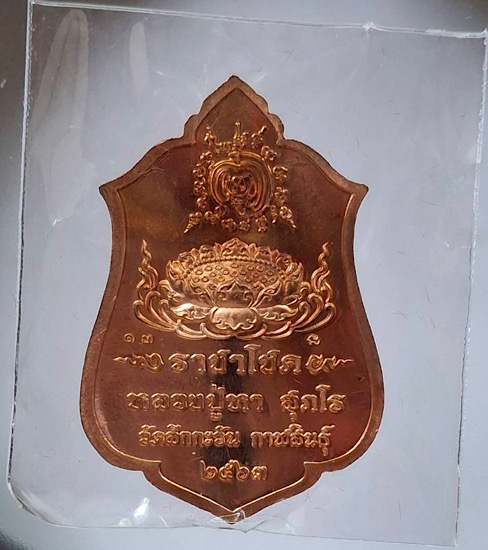 ๑๓
ราชาโชค
หลวงปู่หา สุภโร
วัดสักกะวัน กาฬสินธุ์
๒๕๖๓